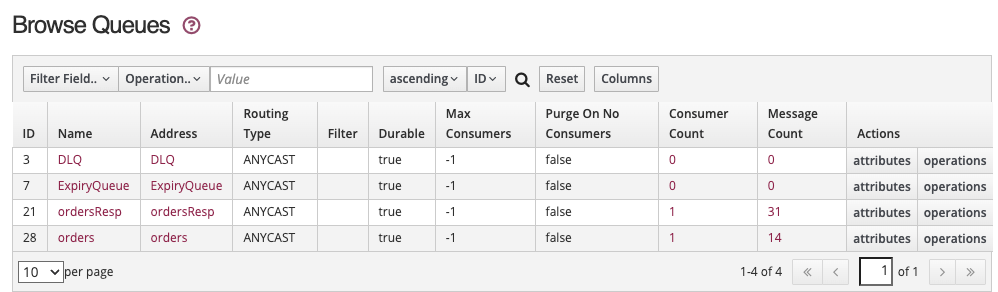 Browse Queues ?
Filter Field.. Operation.. Value ascending ID Reset Columns
ID Name Address Routing Type Filter Durable Max Consumers Purge On No Consumers Consumer Count Message Count Actions
3 DLQ DLQ ANYCAST true -1 false 0 0 attributes operations
7 ExpiryQueue ExpiryQueue ANYCAST true -1 false 0 0 attributes operations
21 ordersResp ordersResp ANYCAST true -1 false 1 31 attributes operations
28 orders orders ANYCAST true -1 false 1 14 attributes operations
10 per page 1-4 of 4 « ‹ 1 of 1 › »